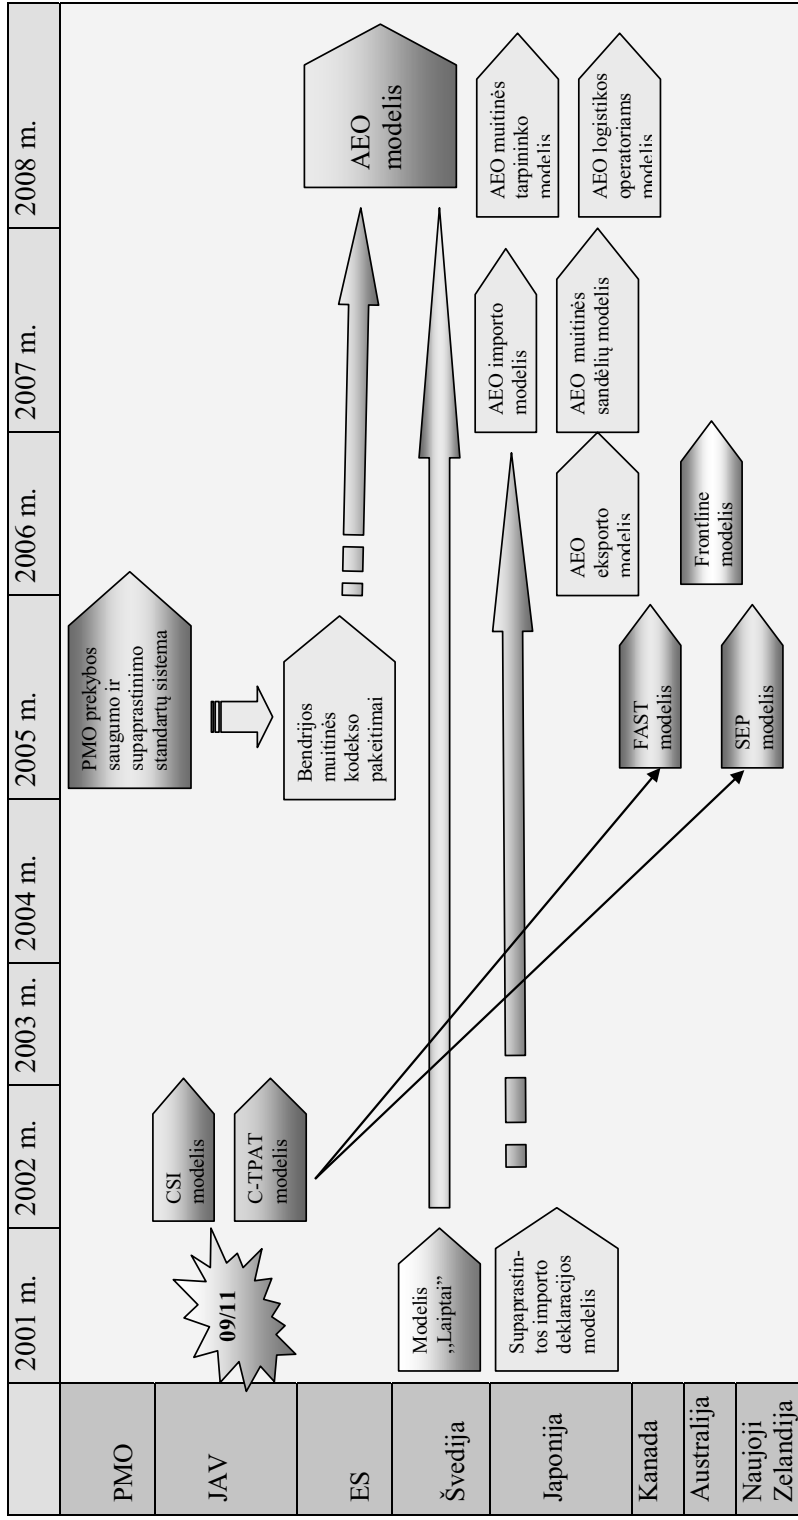 2001 m.
2002 m.
2003 m.
2004 m.
2005 m.
2006 m.
2007 m.
2008 m.
PMO
PMO prekybos
saugumo ir
supaprastinimo
standartų sistema
JAV
09/11
CSI
modelis
C-TPAT
modelis
ES
Bendrijos
muitinės
kodekso
pakeitimai
AEO
modelis
Švedija
Modelis
,,Laiptai”
Japonija
Supaprastin-
tos importo
deklaracijos
modelis
AEO
eksporto
modelis
AEO importo
modelis
AEO muitinės
sandėlių modelis
AEO muitinės
tarpininko
modelis
AEO logistikos
operatoriams
modelis
Kanada
FAST
modelis
Australija
Frontline
modelis
Naujoji
Zelandija
SEP
modelis